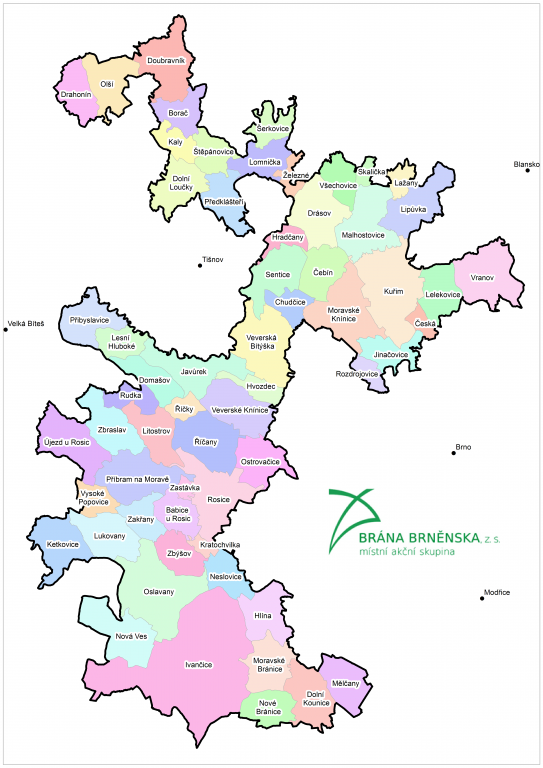 Doubravník
Olší
Drahonín
Borač
Šerkovice
Kaly
Štěpánovice
Lomnička
Blansko
Železné
Skalička
Dolní
Loučky
Všechovice
Lažany
Předklášteří
Drásov
Lipůvka
Hradčany
Malhostovice
Tišnov
Sentice
Čebín
Vranov
Kuřim
Lelekovice
Chudčice
Moravské
Knínice
Přibyslavice
Velká Bíteš
Česká
Lesní
Hluboké
Veverská
Bítýška
Jinačovice
Javůrek
Rozdrojovice
Domašov
Hvozdec
Rudka
Říčky
Veverské Knínice
Zbraslav
Litostrov
Újezd u Rosic
Říčany
Brno
Ostrovačice
Příbram na Moravě
Zastávka
Vysoké
Popovice
Rosice
Babice
u Rosic
Zakřany
BRÁNA BRNĚNSKA, z. s.
místní akční skupina
Lukovany
Ketkovice
Kratochvilka
Zbýšov
Neslovice
Oslavany
Modřice
Hlína
Nová Ves
Ivančice
Moravské
Bránice
Mělčany
Dolní
Kounice
Nové
Bránice